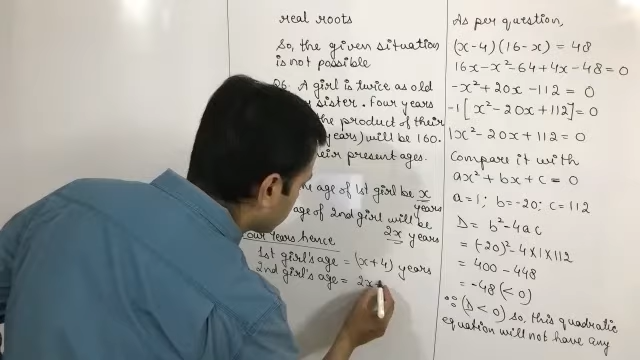 real roots
So, the given situation
is not possible
Q6. A girl is twice as old
sister. Four years
the product of their
years) will be 160.
their present ages.
age of 1st girl be x
years
age of 2nd girl will be
2x years
Four years hence
1st girl's age = (x+4) years
2nd girl's age = 2x
As per question,
(x-4)(16-x) = 48
16x-x²-64+4x-48=0
-x²+20x-112=0
-1[x²-20x+112]=0
1x²-20x+112=0
Compare it with
ax²+bx+c=0
a=1, b=-20, c=112
D = b²-4ac
= (-20)²-4×1×112
= 400-448
= -48 (<0)
∵ (D<0) so, this quadratic
equation will not have any